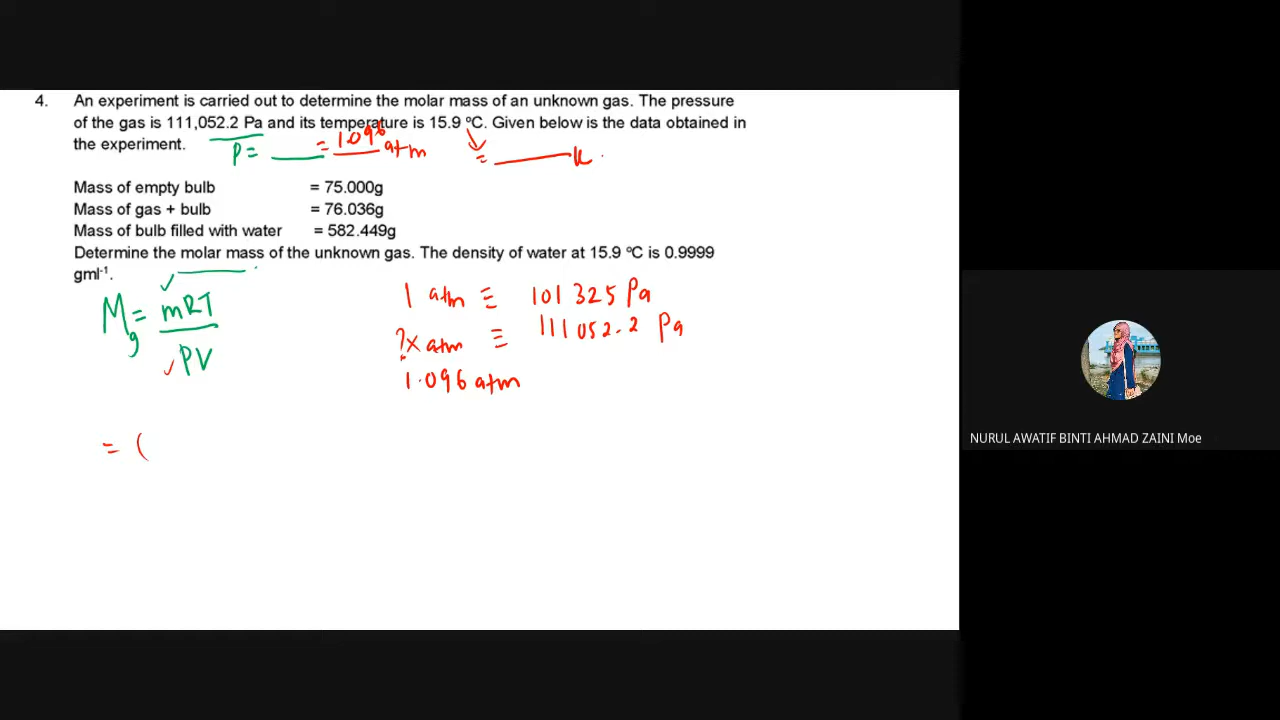 4. An experiment is carried out to determine the molar mass of an unknown gas. The pressure
of the gas is 111,052.2 Pa and its temperature is 15.9 ºC. Given below is the data obtained in
the experiment.
P = ____ = 1.096 atm
= ____ K
Mass of empty bulb = 75.000g
Mass of gas + bulb = 76.036g
Mass of bulb filled with water = 582.449g
Determine the molar mass of the unknown gas. The density of water at 15.9 ºC is 0.9999
gml⁻¹.
Mg = mRT / PV
1 atm ≡ 101 325 Pa
?x atm ≡ 111 052.2 Pa
1.096 atm
= (
NURUL AWATIF BINTI AHMAD ZAINI Moe